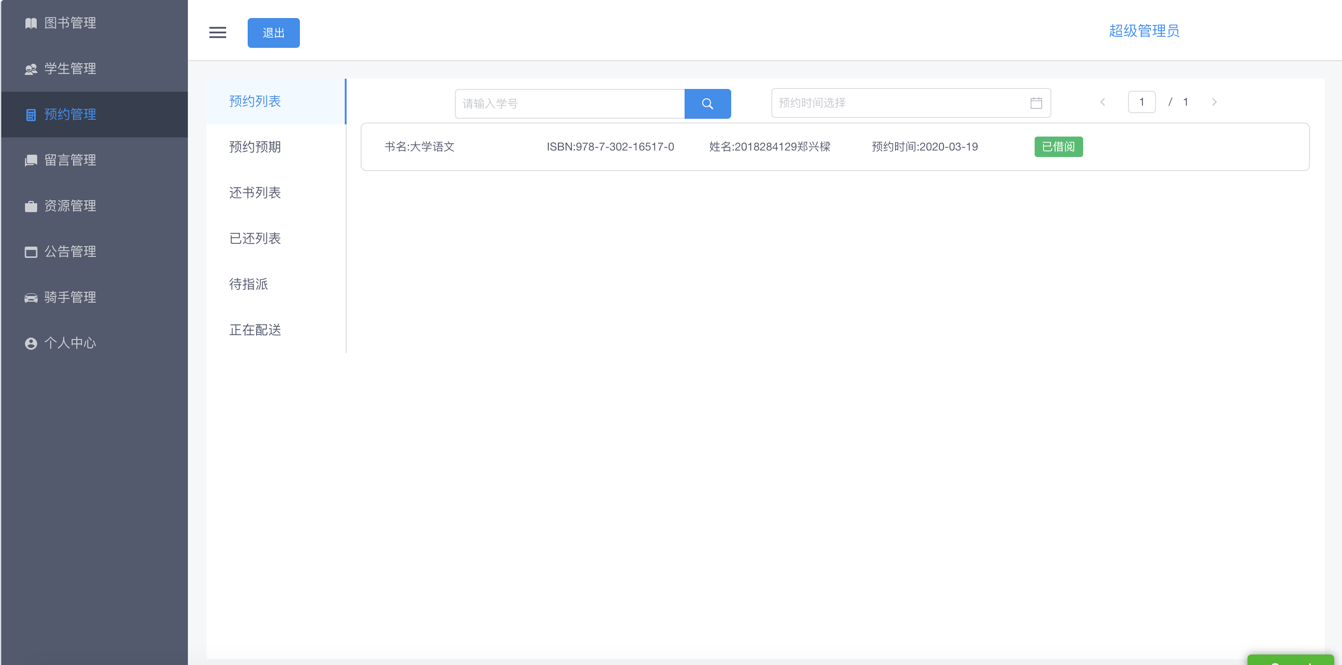 图书管理
学生管理
预约管理
留言管理
资源管理
公告管理
骑手管理
个人中心
退出
超级管理员
预约列表
预约预期
还书列表
已还列表
待指派
正在配送
请输入学号
预约时间选择
1 / 1
书名:大学语文 ISBN:978-7-302-16517-0 姓名:2018284129郑兴樑 预约时间:2020-03-19 已借阅